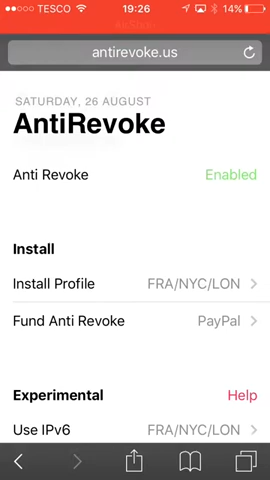 TESCO 19:26 14%
AirShou
antirevoke.us
SATURDAY, 26 AUGUST
AntiRevoke
Anti Revoke Enabled
Install
Install Profile FRA/NYC/LON
Fund Anti Revoke PayPal
Experimental Help
Use IPv6 FRA/NYC/LON